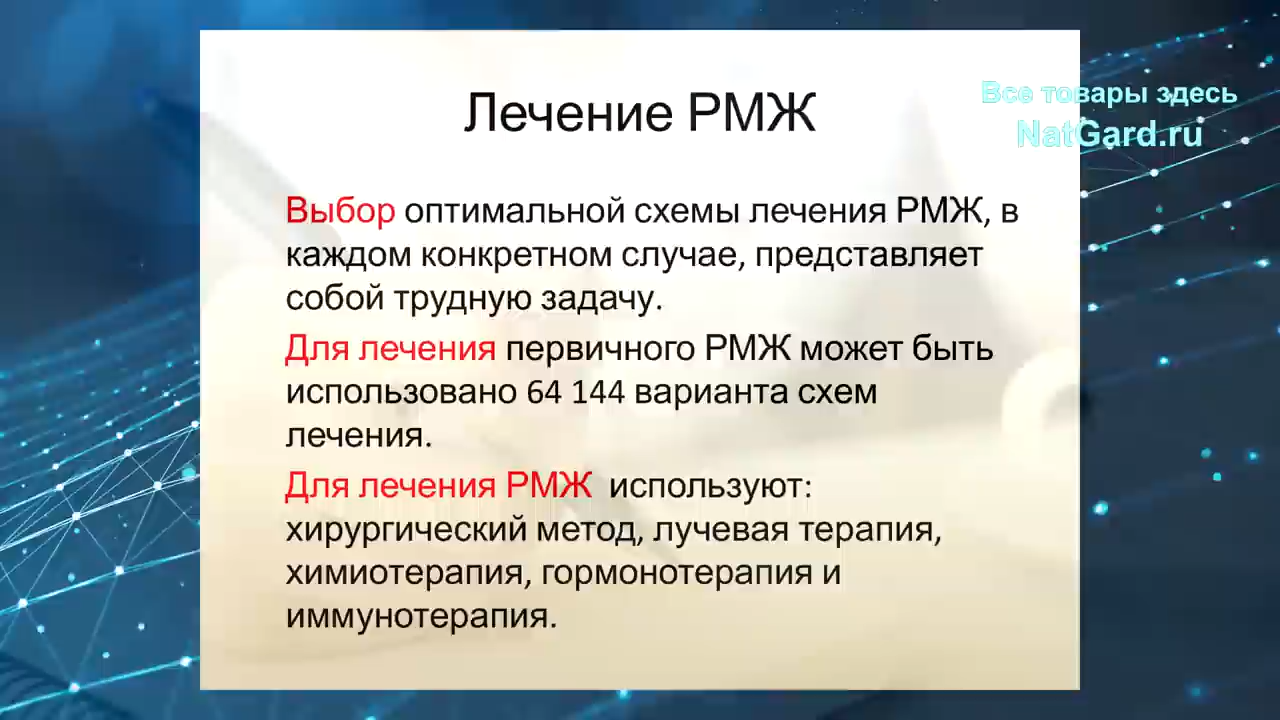 Лечение РМЖ
Все товары здесь
NatGard.ru
Выбор оптимальной схемы лечения РМЖ, в
каждом конкретном случае, представляет
собой трудную задачу.
Для лечения первичного РМЖ может быть
использовано 64 144 варианта схем
лечения.
Для лечения РМЖ используют:
хирургический метод, лучевая терапия,
химиотерапия, гормонотерапия и
иммунотерапия.